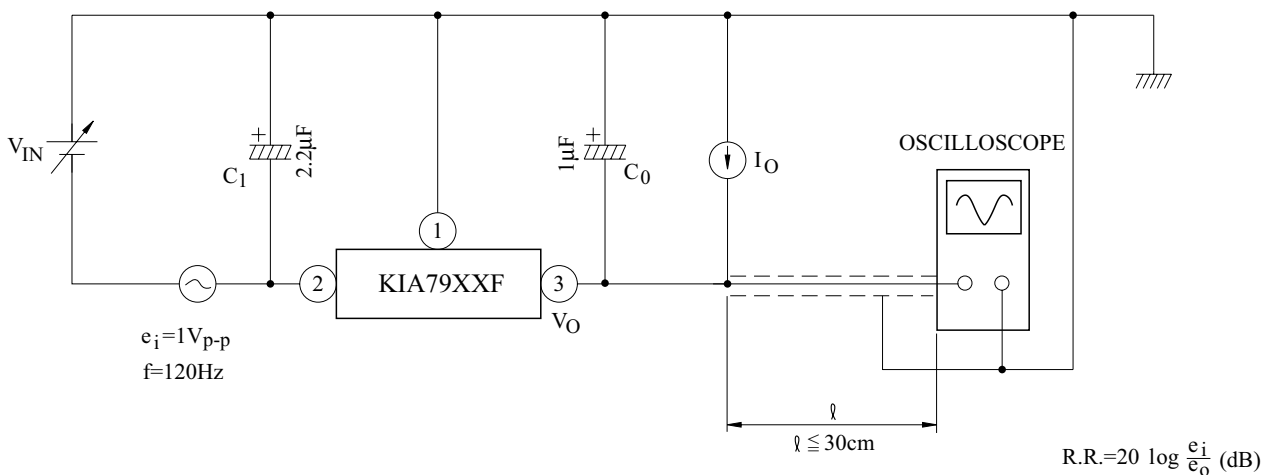 OSCILLOSCOPE
V_IN
+
C_1
2.2μF
+
1μF
C_0
I_O
1
2
KIA79XXF
3
V_O
e_i=1V_p-p
f=120Hz
ℓ
ℓ ≦ 30cm
R.R.=20 log e_i/e_o (dB)